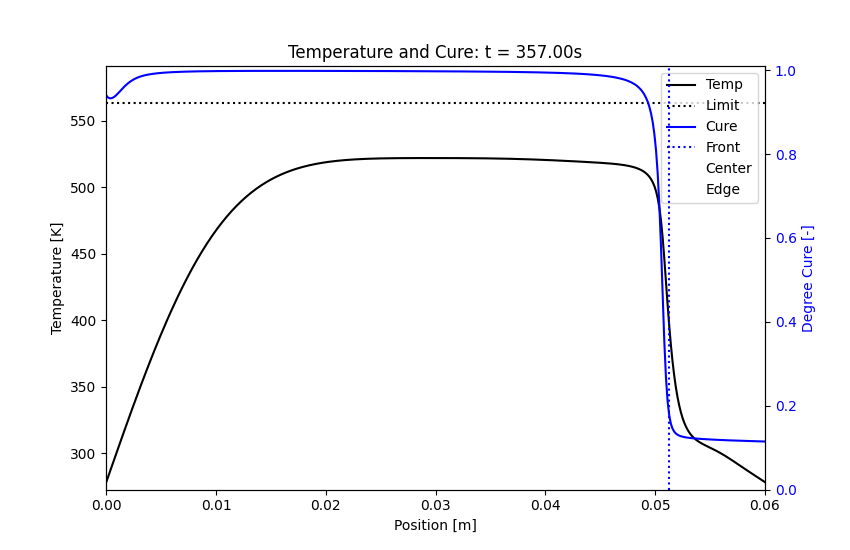 Temperature and Cure: t = 357.00s
Temperature [K]
550
500
450
400
350
300
Temp
Limit
Cure
Front
Center
Edge
1.0
0.8
0.6
0.4
0.2
0.0
Degree Cure [-]
0.00 0.01 0.02 0.03 0.04 0.05 0.06
Position [m]